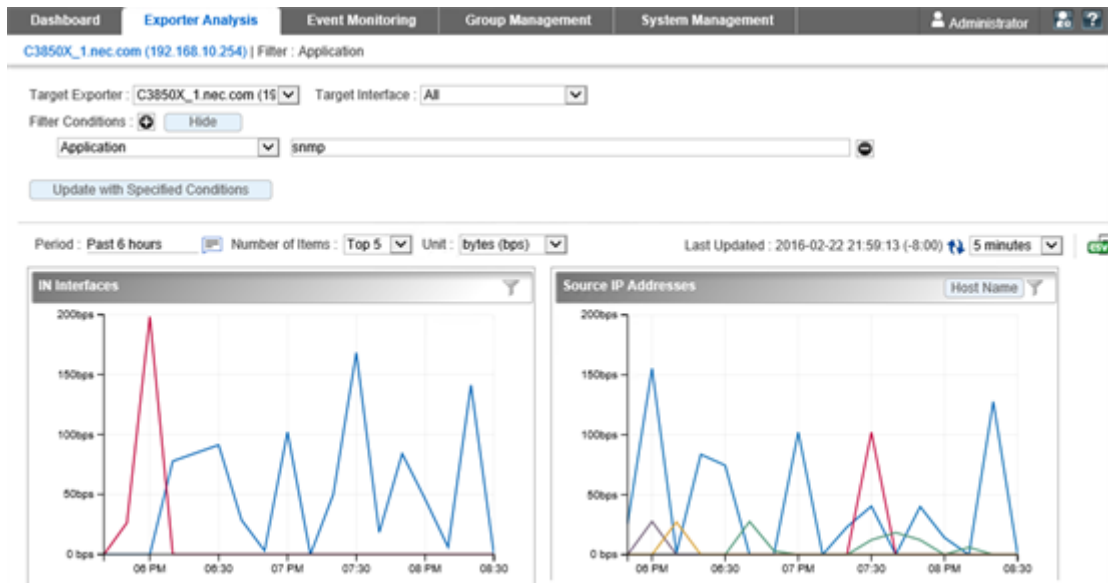 Dashboard Exporter Analysis Event Monitoring Group Management System Management Administrator ?
C3850X_1.nec.com (192.168.10.254) | Filter : Application
Target Exporter : C3850X_1.nec.com (19 Target Interface : All
Filter Conditions : Hide
Application snmp
Update with Specified Conditions
Period : Past 6 hours Number of Items : Top 5 Unit : bytes (bps) Last Updated : 2016-02-22 21:59:13 (-8:00) 5 minutes csv
IN Interfaces
200bps
150bps
100bps
50bps
0 bps
06 PM 06:30 07 PM 07:30 08 PM 08:30
Source IP Addresses Host Name
200bps
150bps
100bps
50bps
0 bps
06 PM 06:30 07 PM 07:30 08 PM 08:30